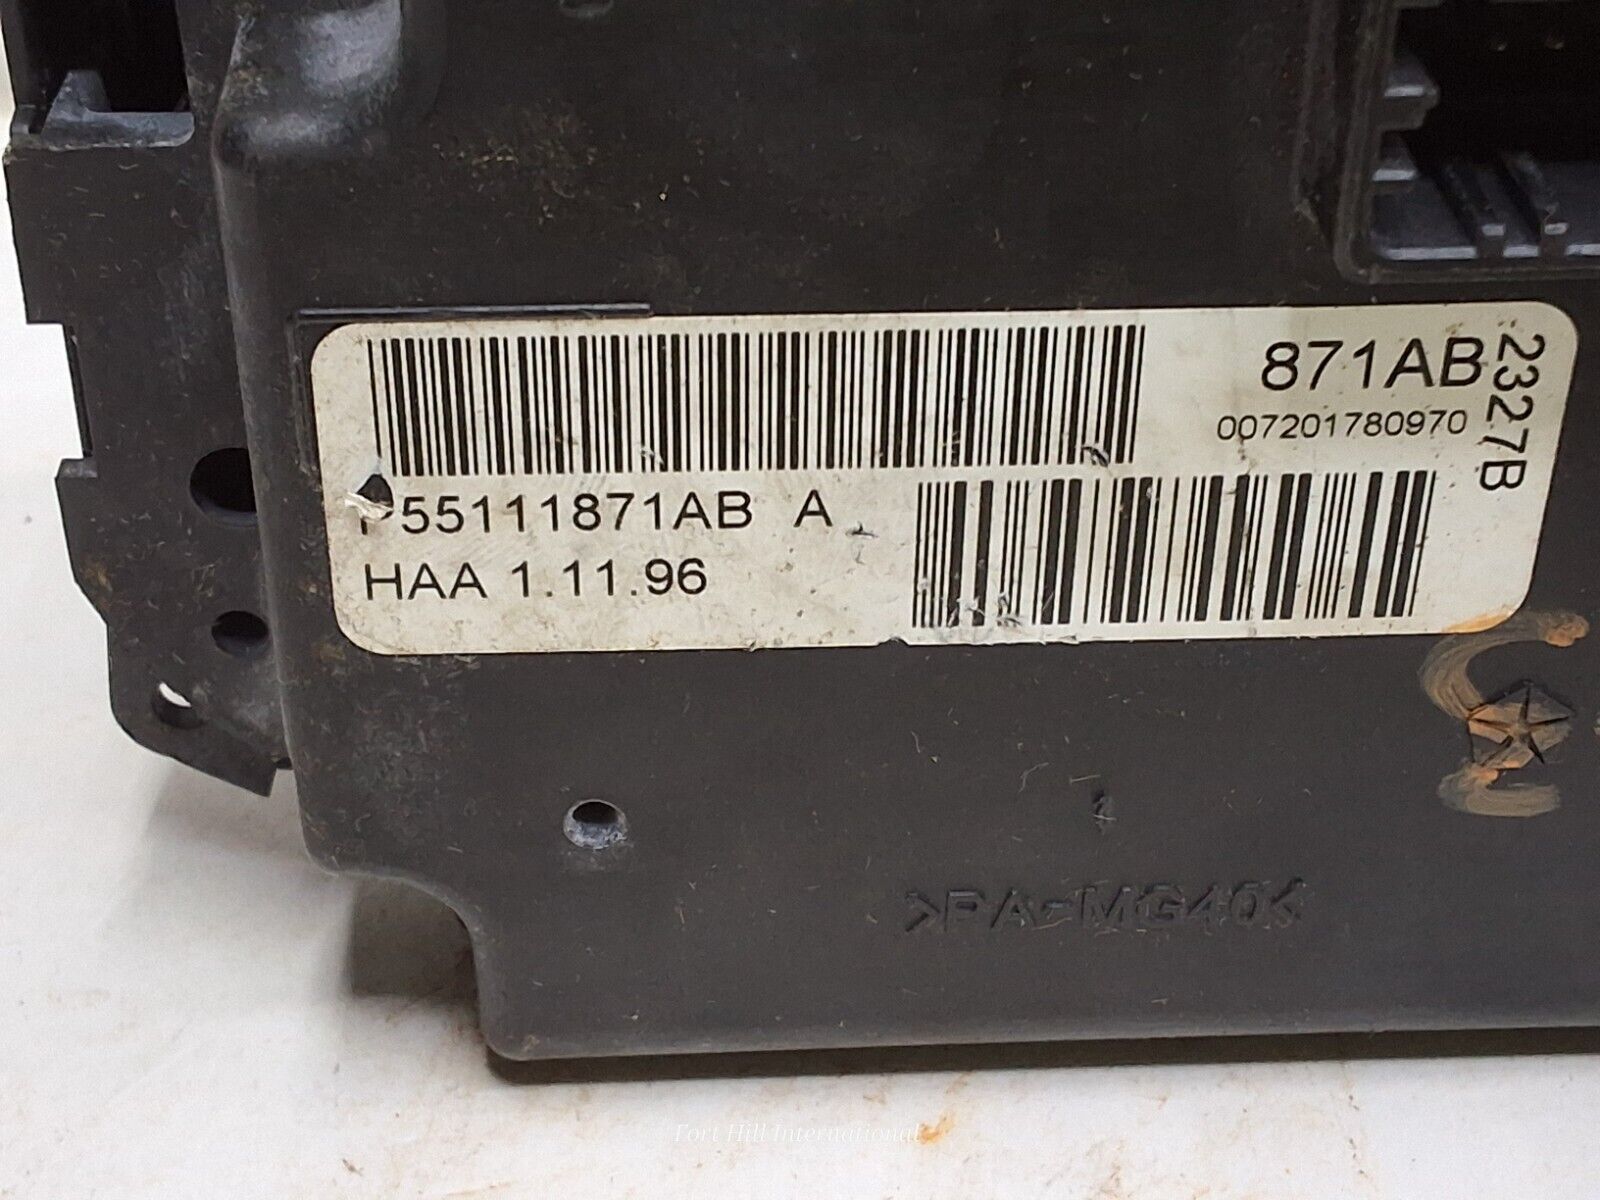 871AB
007201780970
2327B
P55111871AB A
HAA 1.11.96
>PA-MG40<
Fort Hill International